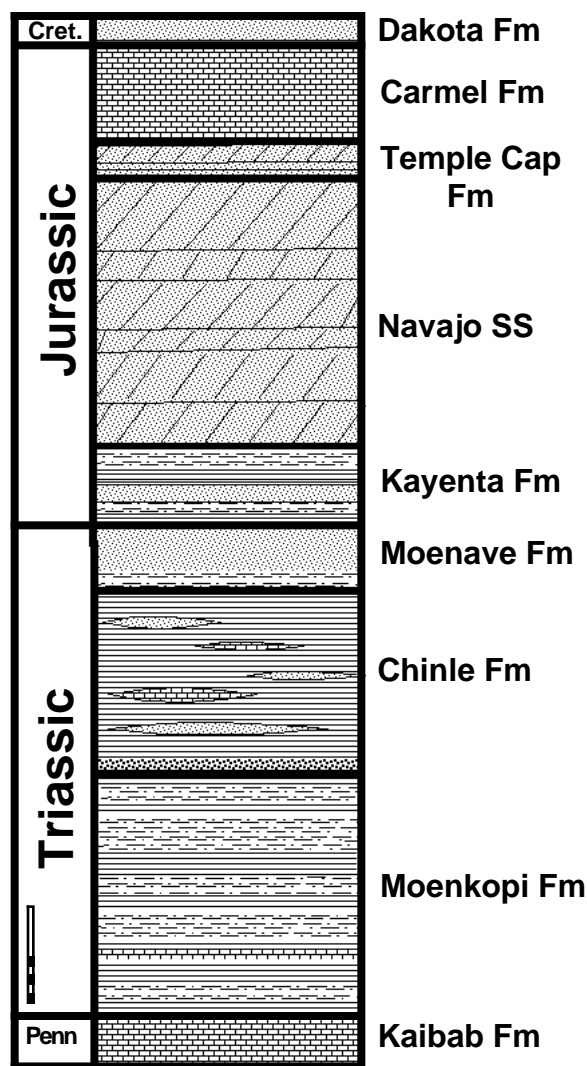 Cret.
Dakota Fm
Carmel Fm
Temple Cap
Fm
Jurassic
Navajo SS
Kayenta Fm
Moenave Fm
Chinle Fm
Triassic
Moenkopi Fm
Penn
Kaibab Fm